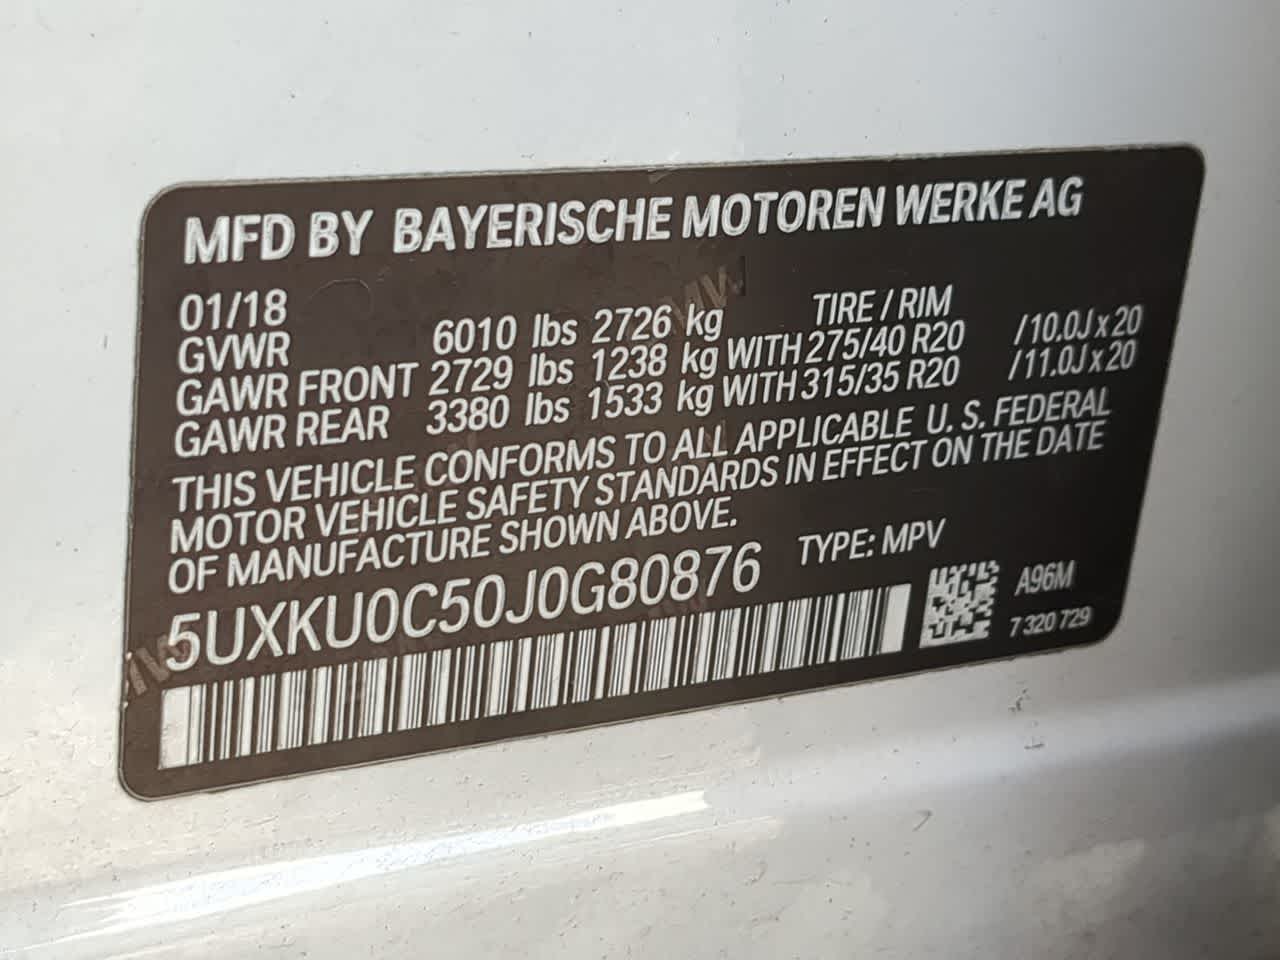 MFD BY BAYERISCHE MOTOREN WERKE AG
01/18 TIRE / RIM
GVWR 6010 lbs 2726 kg
GAWR FRONT 2729 lbs 1238 kg WITH 275/40 R20 /10.0J x 20
GAWR REAR 3380 lbs 1533 kg WITH 315/35 R20 /11.0J x 20
THIS VEHICLE CONFORMS TO ALL APPLICABLE U. S. FEDERAL
MOTOR VEHICLE SAFETY STANDARDS IN EFFECT ON THE DATE
OF MANUFACTURE SHOWN ABOVE.
5UXKU0C50J0G80876 TYPE: MPV
A96M
7 320 729